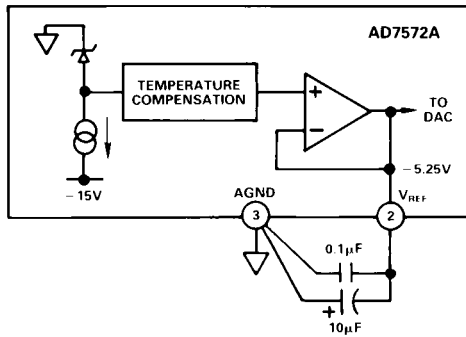 AD7572A
TEMPERATURE
COMPENSATION
+
−
TO
DAC
−15V
−5.25V
AGND
VREF
3
2
0.1μF
+
10μF